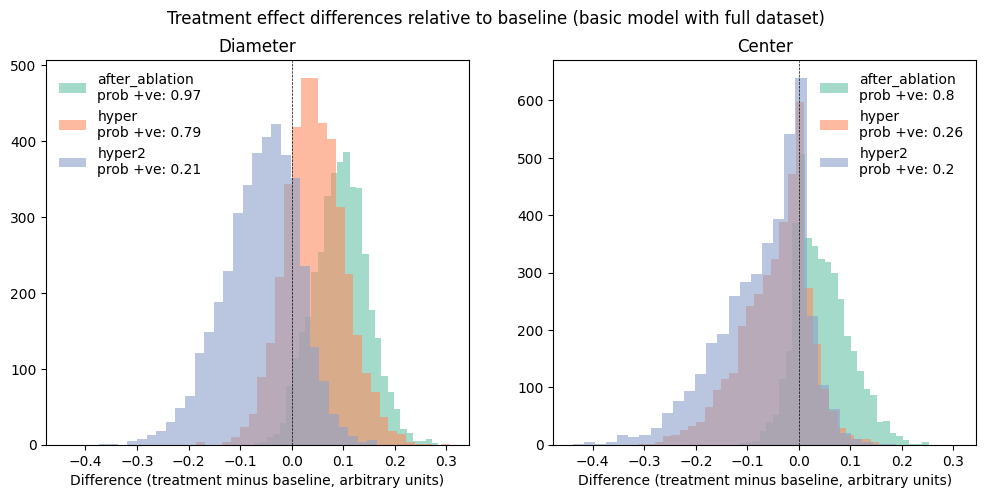 Treatment effect differences relative to baseline (basic model with full dataset)
Diameter
500
400
300
200
100
0
after_ablation
prob +ve: 0.97
hyper
prob +ve: 0.79
hyper2
prob +ve: 0.21
−0.4 −0.3 −0.2 −0.1 0.0 0.1 0.2 0.3
Difference (treatment minus baseline, arbitrary units)
Center
600
500
400
300
200
100
0
after_ablation
prob +ve: 0.8
hyper
prob +ve: 0.26
hyper2
prob +ve: 0.2
−0.4 −0.3 −0.2 −0.1 0.0 0.1 0.2 0.3
Difference (treatment minus baseline, arbitrary units)